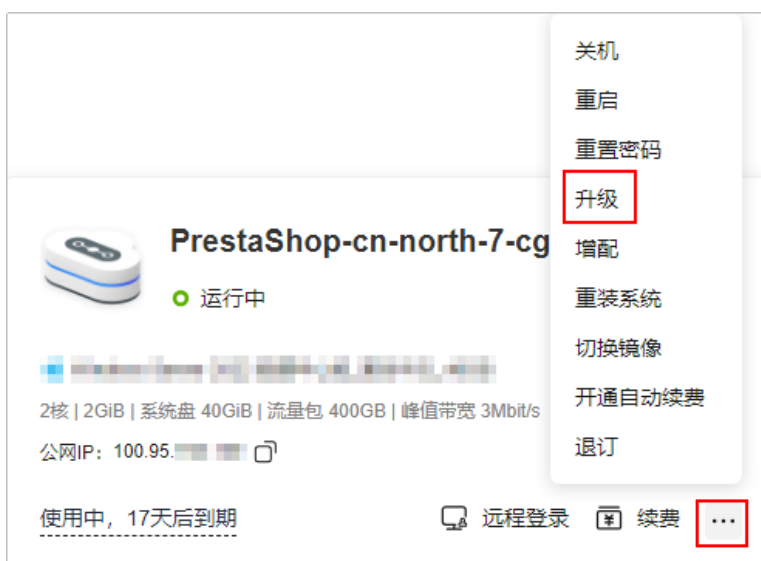 关机
重启
重置密码
升级
增配
重装系统
切换镜像
开通自动续费
退订
PrestaShop-cn-north-7-cg
运行中
2核 | 2GiB | 系统盘 40GiB | 流量包 400GB | 峰值带宽 3Mbit/s
公网IP: 100.95.
使用中，17天后到期
远程登录 续费 ...